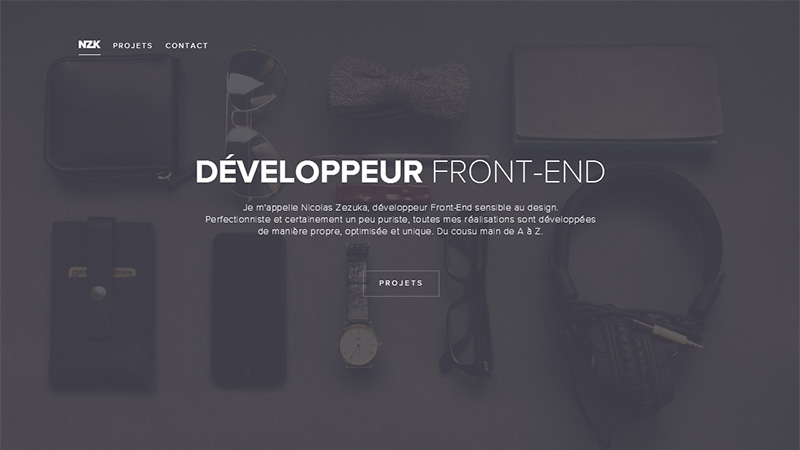 NZK PROJETS CONTACT
DÉVELOPPEUR FRONT-END
Je m'appelle Nicolas Zezuka, développeur Front-End sensible au design.
Perfectionniste et certainement un peu puriste, toutes mes réalisations sont développées
de manière propre, optimisée et unique. Du cousu main de A à Z.
PROJETS